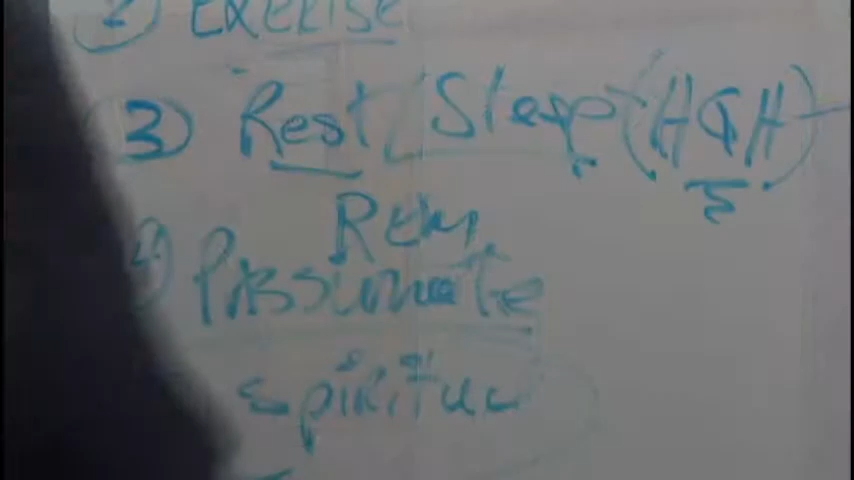 2 EXERCISE
3 Rest / Sleep (HGH)
REM
4 Passionate
Spiritual